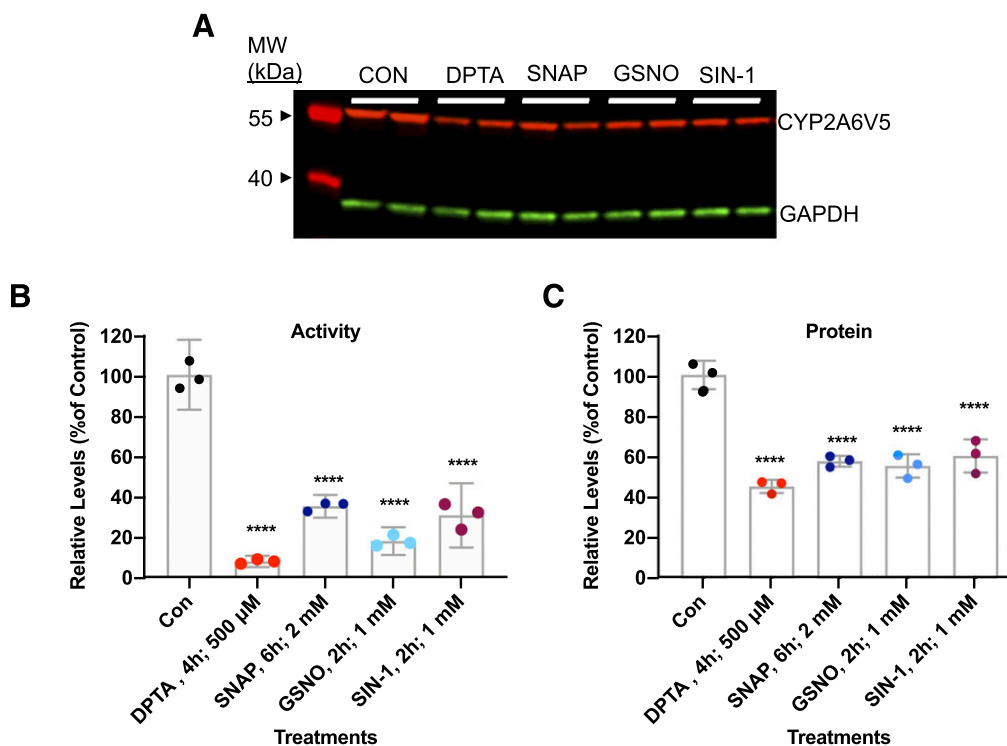 A
MW
(kDa)
CON DPTA SNAP GSNO SIN-1
55
CYP2A6V5
40
GAPDH
B
Activity
Relative Levels (%of Control)
120
100
80
60
40
20
0
**** **** **** ****
Con
DPTA , 4h; 500 µM
SNAP, 6h; 2 mM
GSNO, 2h; 1 mM
SIN-1, 2h; 1 mM
Treatments
C
Protein
Relative Levels (%of Control)
120
100
80
60
40
20
0
**** **** **** ****
Con
DPTA , 4h; 500 µM
SNAP, 6h; 2 mM
GSNO, 2h; 1 mM
SIN-1, 2h; 1 mM
Treatments